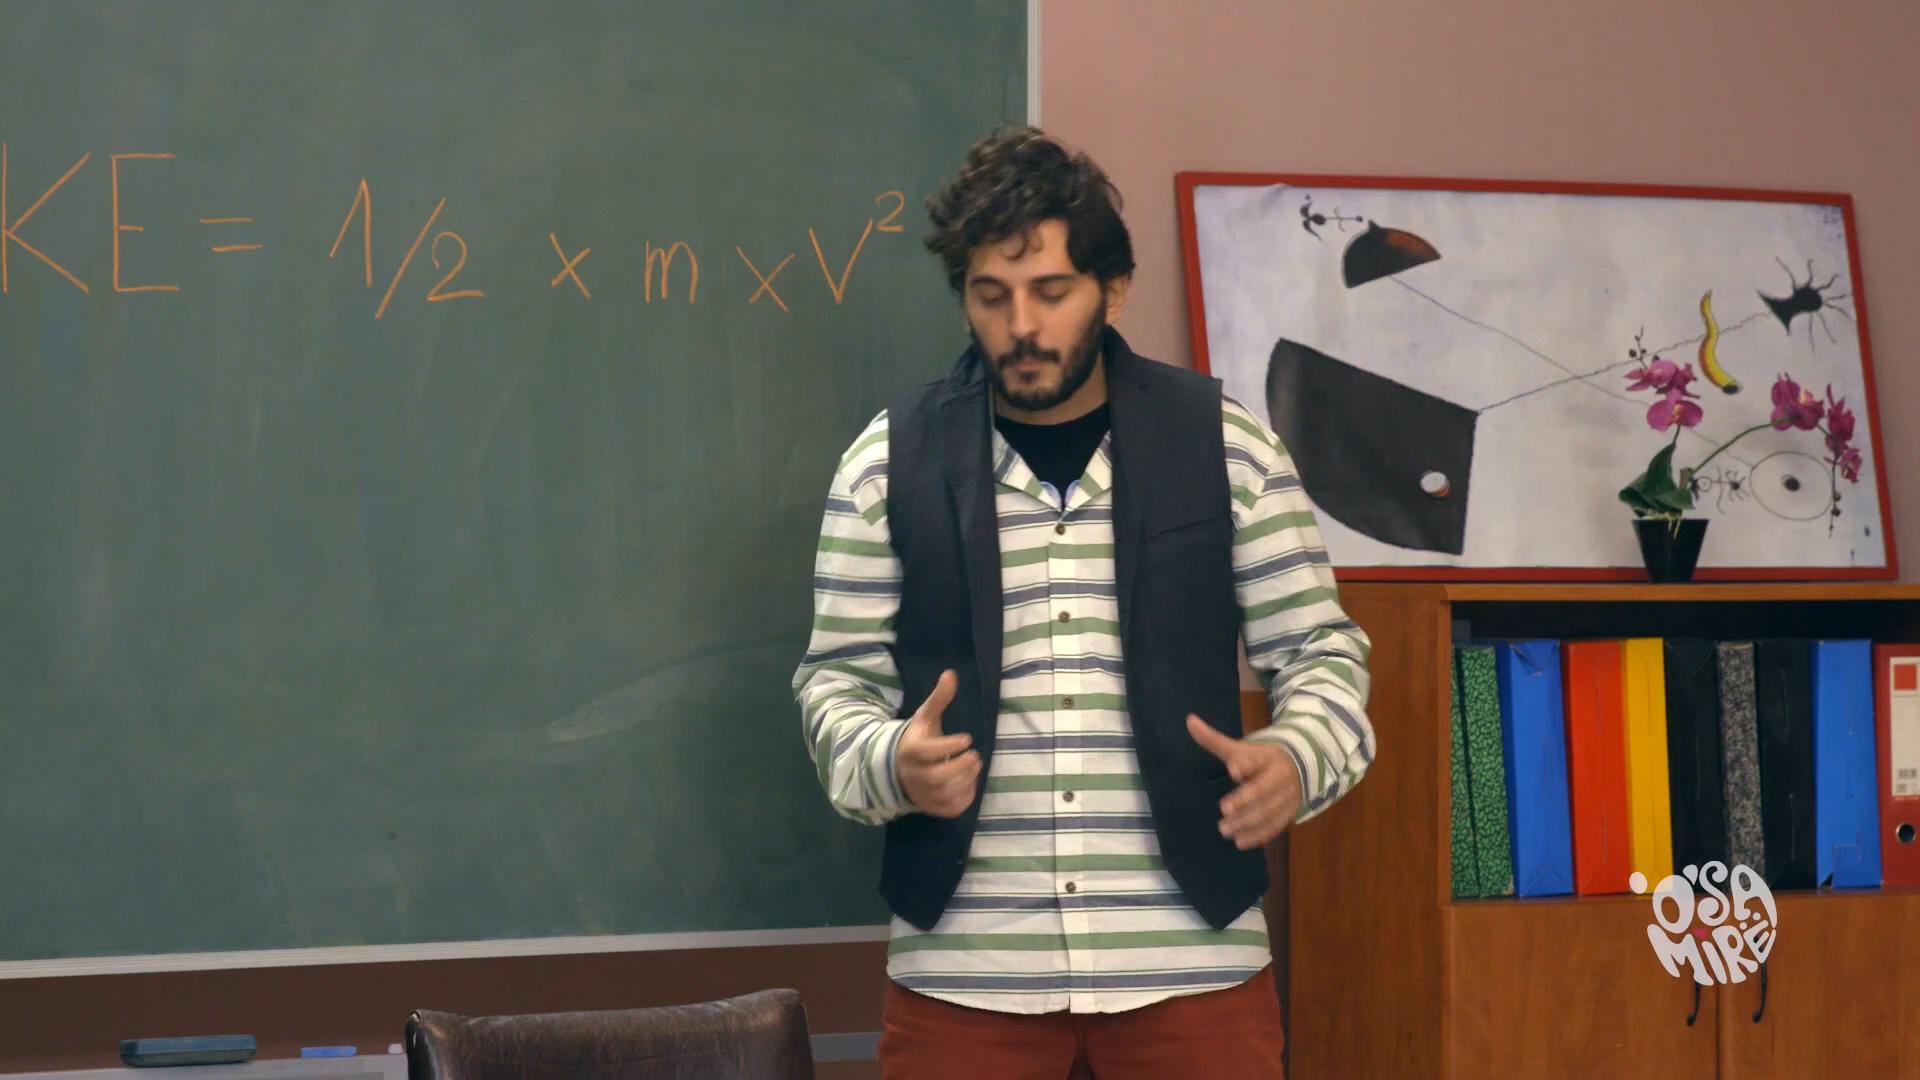 KE = 1/2 x m x V²
O'SA
MIRË